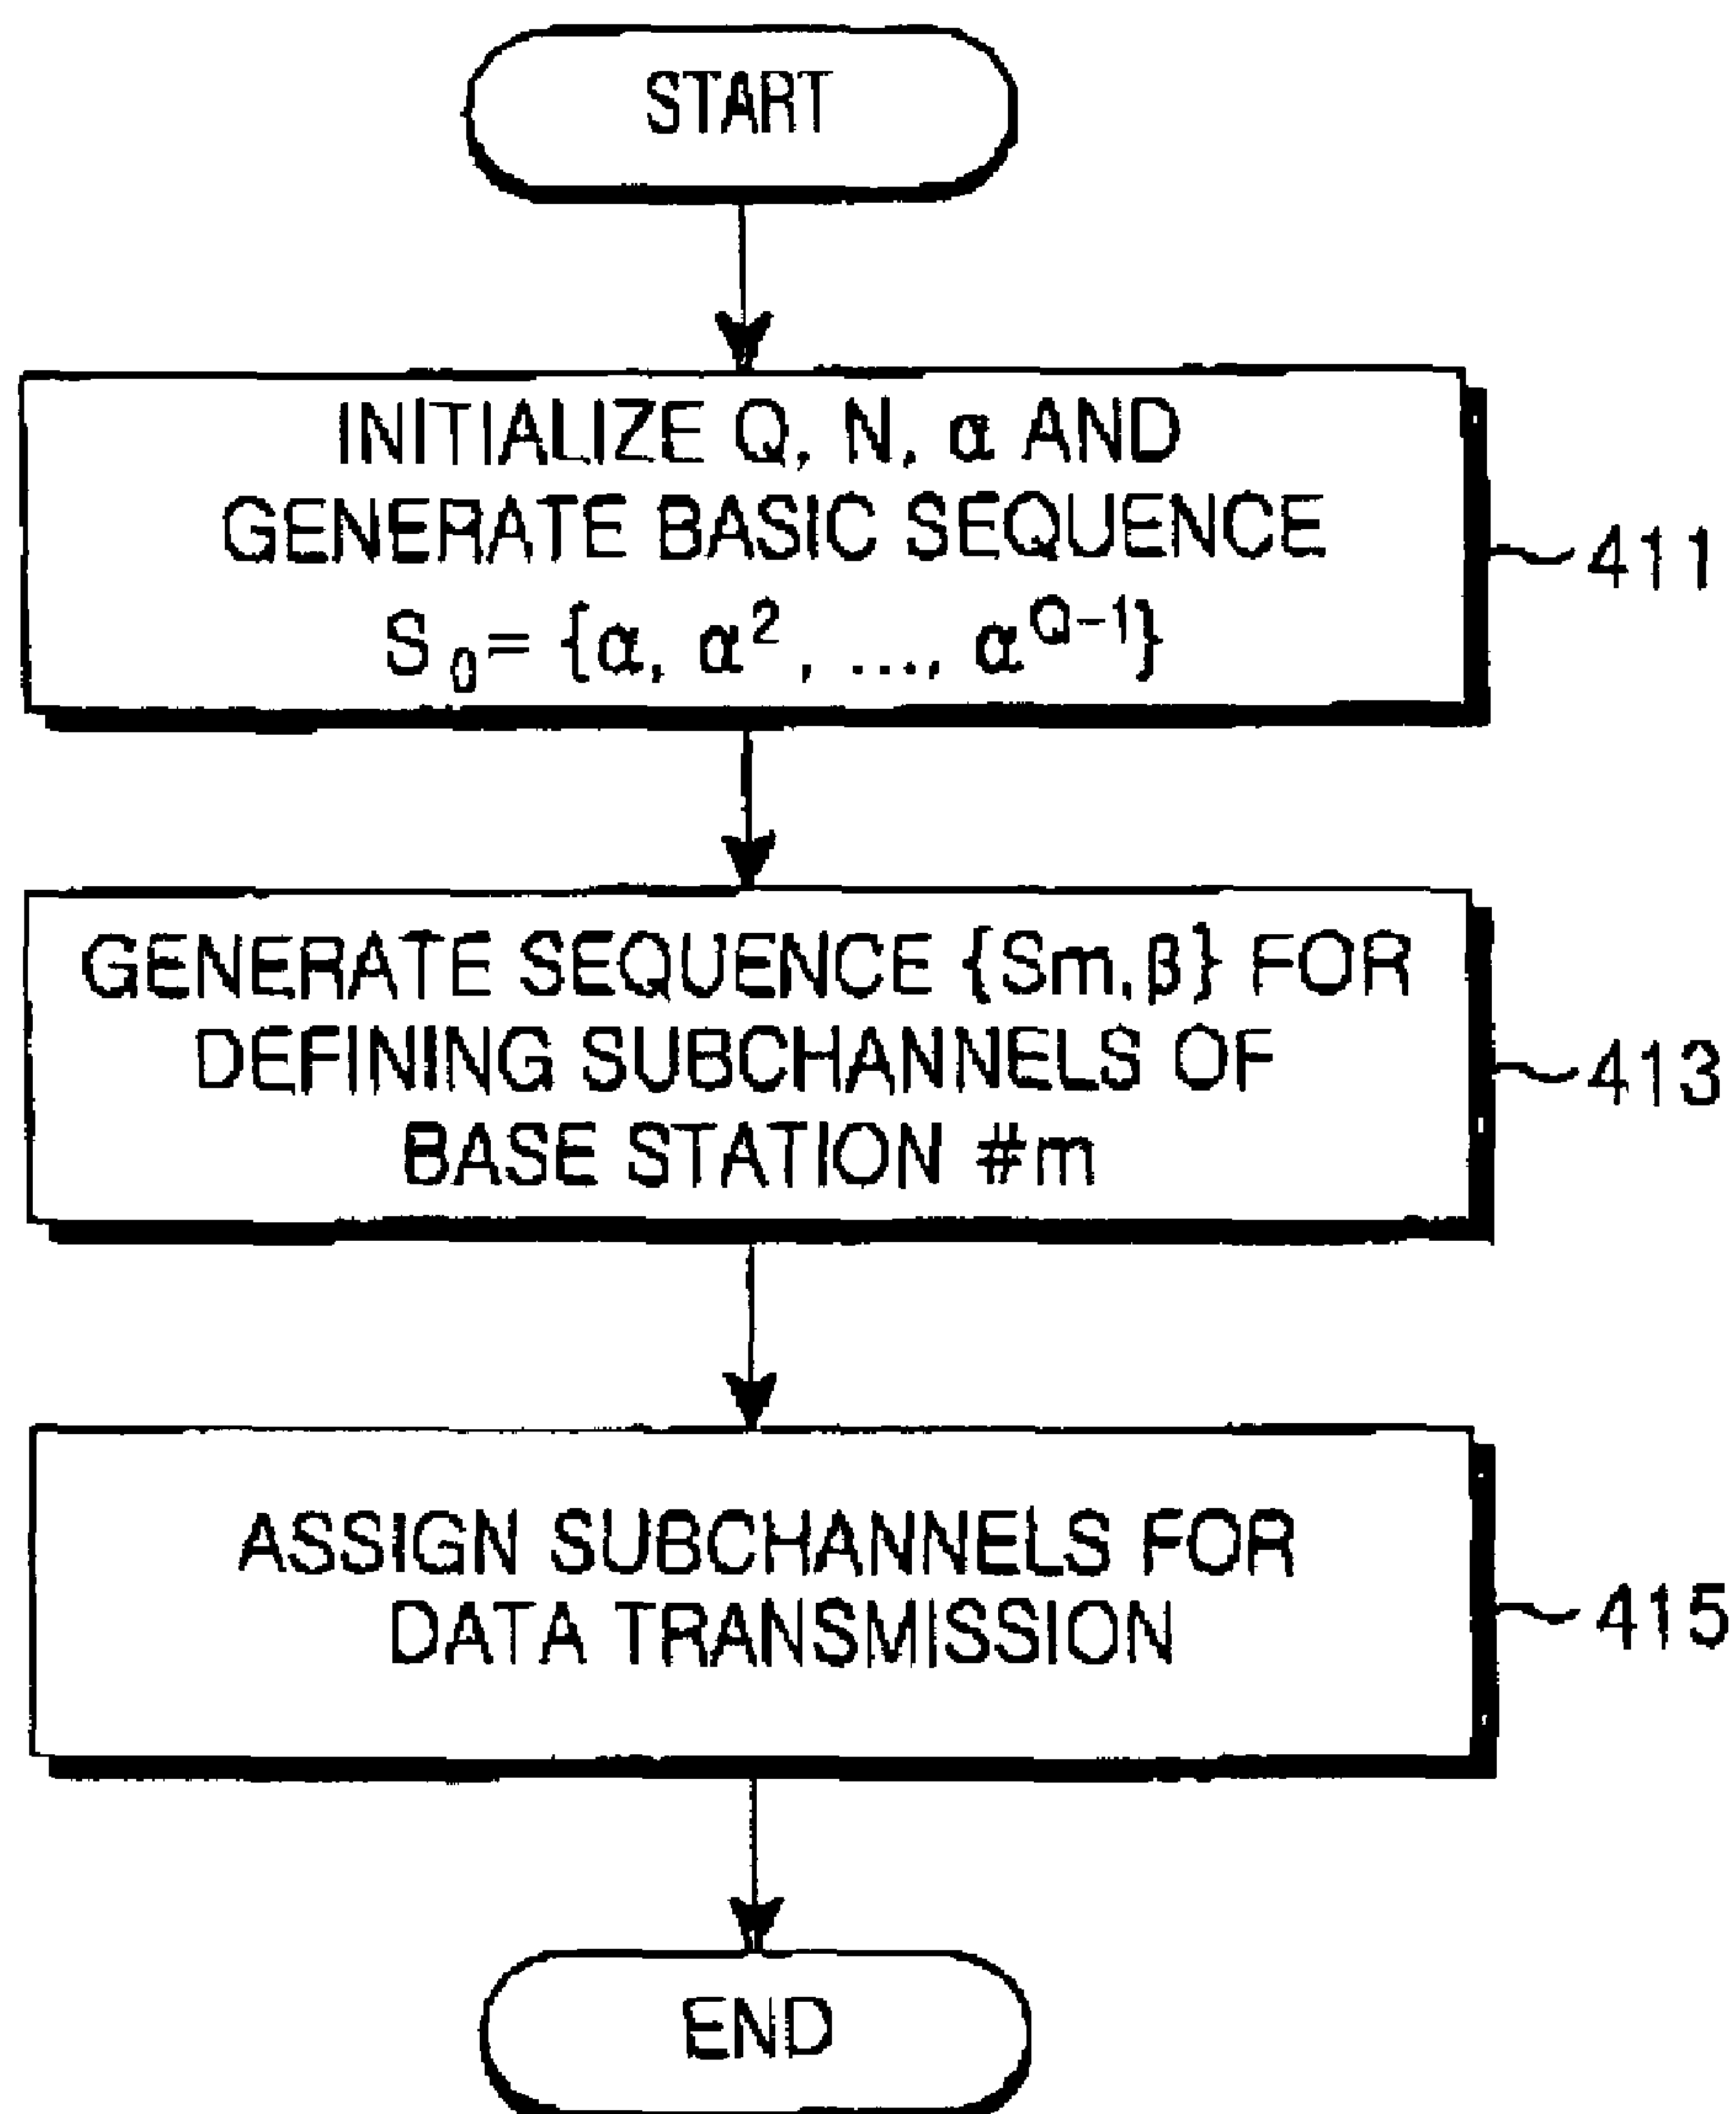 START
INITIALIZE Q, N, α AND
GENERATE BASIC SEQUENCE
S₀= {α, α², ..., α^Q-1}
411
GENERATE SEQUENCE {Sm,β} FOR
DEFINING SUBCHANNELS OF
BASE STATION #m
413
ASSIGN SUBCHANNELS FOR
DATA TRANSMISSION
415
END